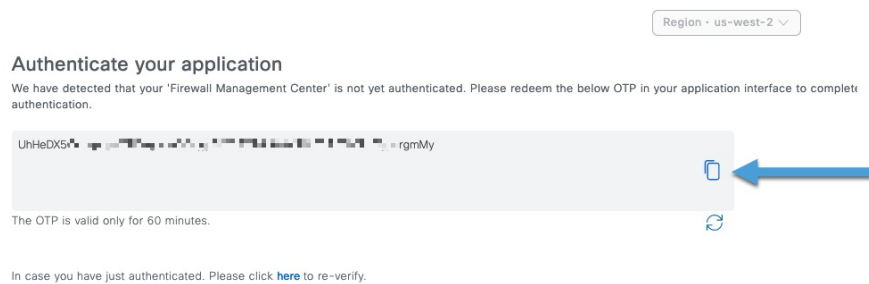 Region · us-west-2
Authenticate your application
We have detected that your 'Firewall Management Center' is not yet authenticated. Please redeem the below OTP in your application interface to complete
authentication.
UhHeDX5 rgmMy
The OTP is valid only for 60 minutes.
In case you have just authenticated. Please click here to re-verify.